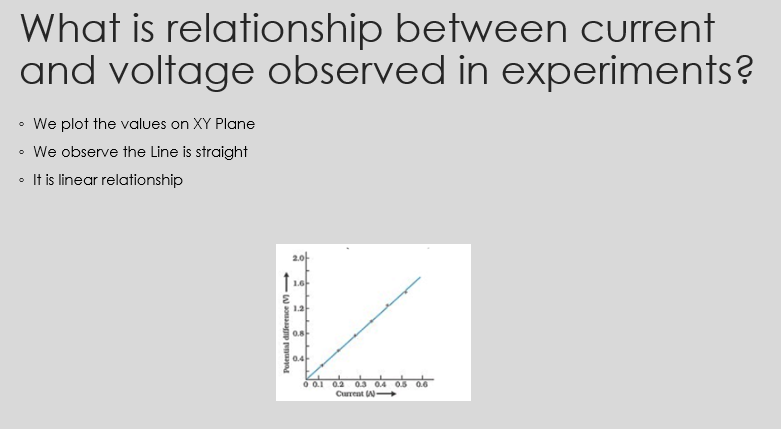 What is relationship between current
and voltage observed in experiments?
◦ We plot the values on XY Plane
◦ We observe the Line is straight
◦ It is linear relationship
2.0
1.6
1.2
0.8
0.4
Potential difference (V)
0 0.1 0.2 0.3 0.4 0.5 0.6
Current (A)